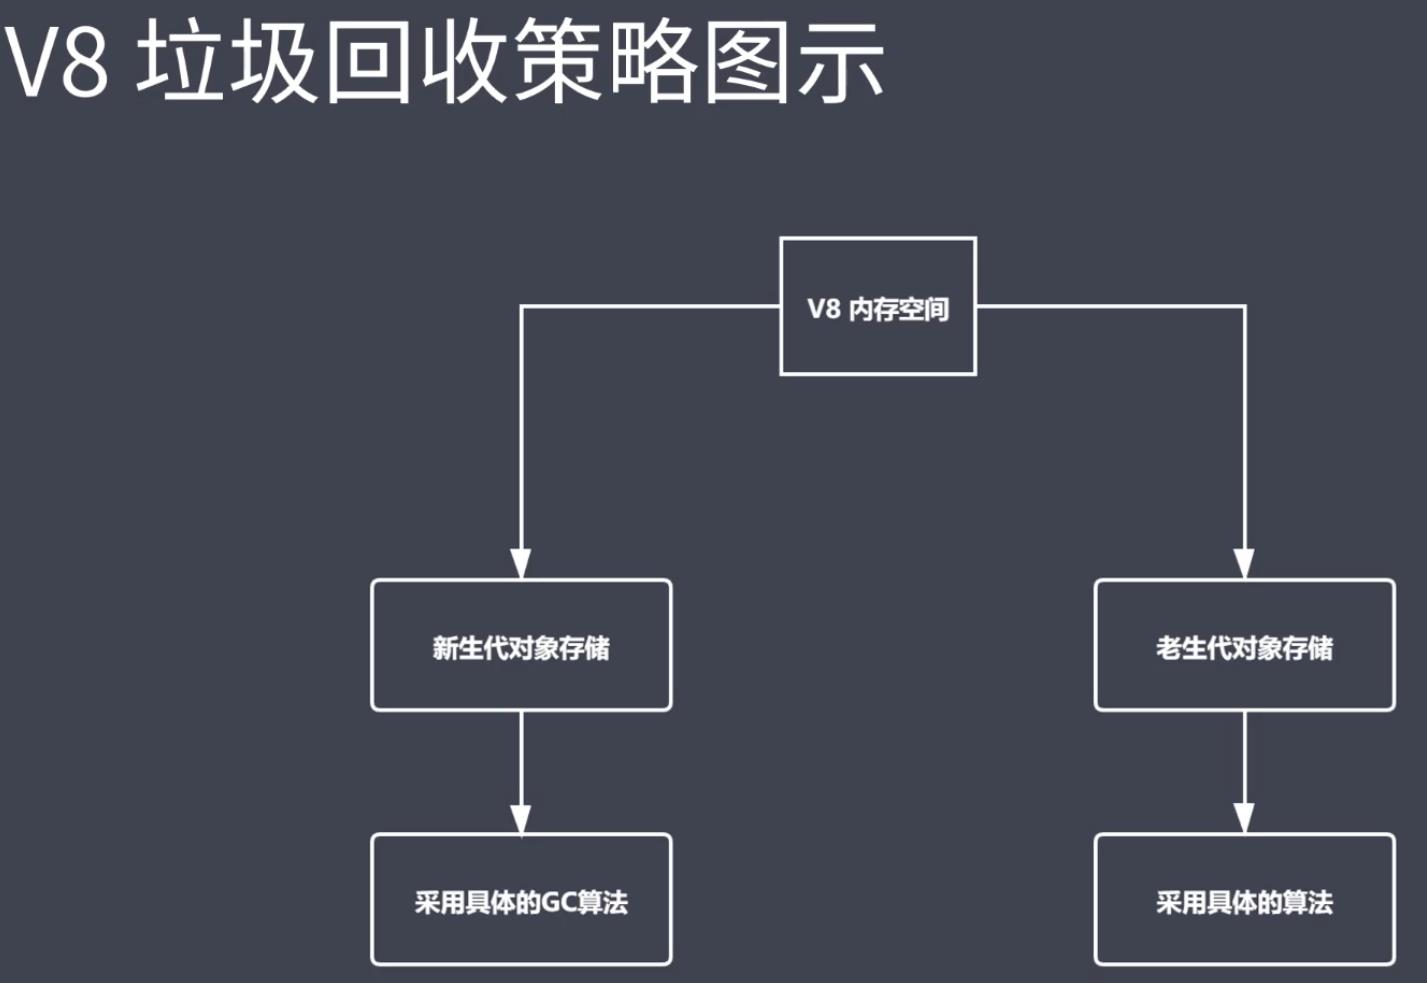 V8 垃圾回收策略图示
V8 内存空间
新生代对象存储
老生代对象存储
采用具体的GC算法
采用具体的算法